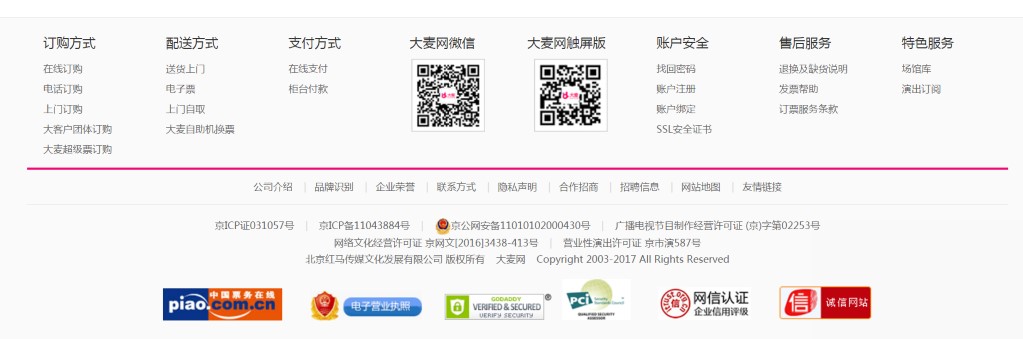 订购方式 配送方式 支付方式 大麦网微信 大麦网触屏版 账户安全 售后服务 特色服务
在线订购 送货上门 在线支付 找回密码 退换及缺货说明 场馆库
电话订购 电子票 柜台付款 账户注册 发票帮助 演出订阅
上门订购 上门自取 账户绑定 订票服务条款
大客户团体订购 大麦自助机换票 SSL安全证书
大麦超级票订购
公司介绍 | 品牌识别 | 企业荣誉 | 联系方式 | 隐私声明 | 合作招商 | 招聘信息 | 网站地图 | 友情链接
京ICP证031057号 | 京ICP备11043884号 | 京公网安备11010102000430号 | 广播电视节目制作经营许可证 (京)字第02253号
网络文化经营许可证 京网文[2016]3438-413号 | 营业性演出许可证 京市演587号
北京红马传媒文化发展有限公司 版权所有 大麦网 Copyright 2003-2017 All Rights Reserved
中国票务在线
piao.com.cn
电子营业执照
GODADDY
VERIFIED & SECURED
VERIFY SECURITY
PCI
QUALIFIED SECURITY
ASSESSOR
网信认证
企业信用评级
信 诚信网站